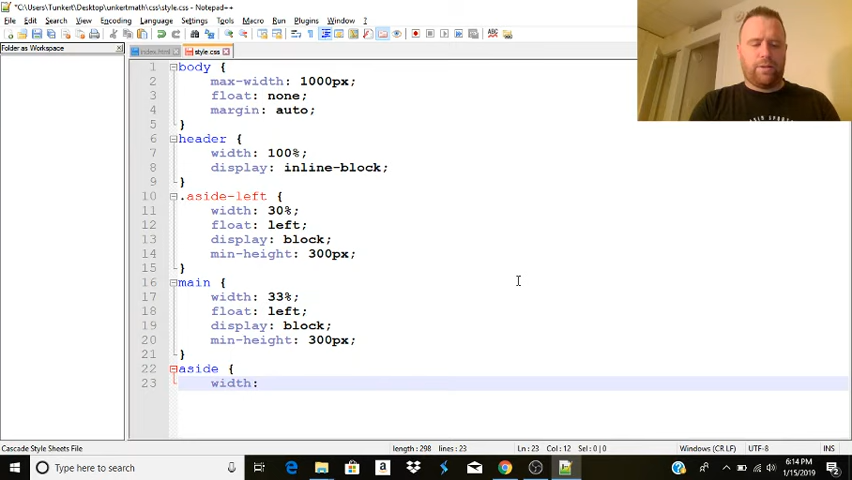 *C:\Users\Tunkert\Desktop\unkertmath\css\style.css - Notepad++
File Edit Search View Encoding Language Settings Tools Macro Run Plugins Window ?
Folder as Workspace
index.html style.css
1 body {
2 max-width: 1000px;
3 float: none;
4 margin: auto;
5 }
6 header {
7 width: 100%;
8 display: inline-block;
9 }
10 .aside-left {
11 width: 30%;
12 float: left;
13 display: block;
14 min-height: 300px;
15 }
16 main {
17 width: 33%;
18 float: left;
19 display: block;
20 min-height: 300px;
21 }
22 aside {
23 width:
Cascade Style Sheets File length : 298 lines : 23 Ln : 23 Col : 12 Sel : 0 | 0 Windows (CR LF) UTF-8 INS
Type here to search
6:14 PM
1/15/2019